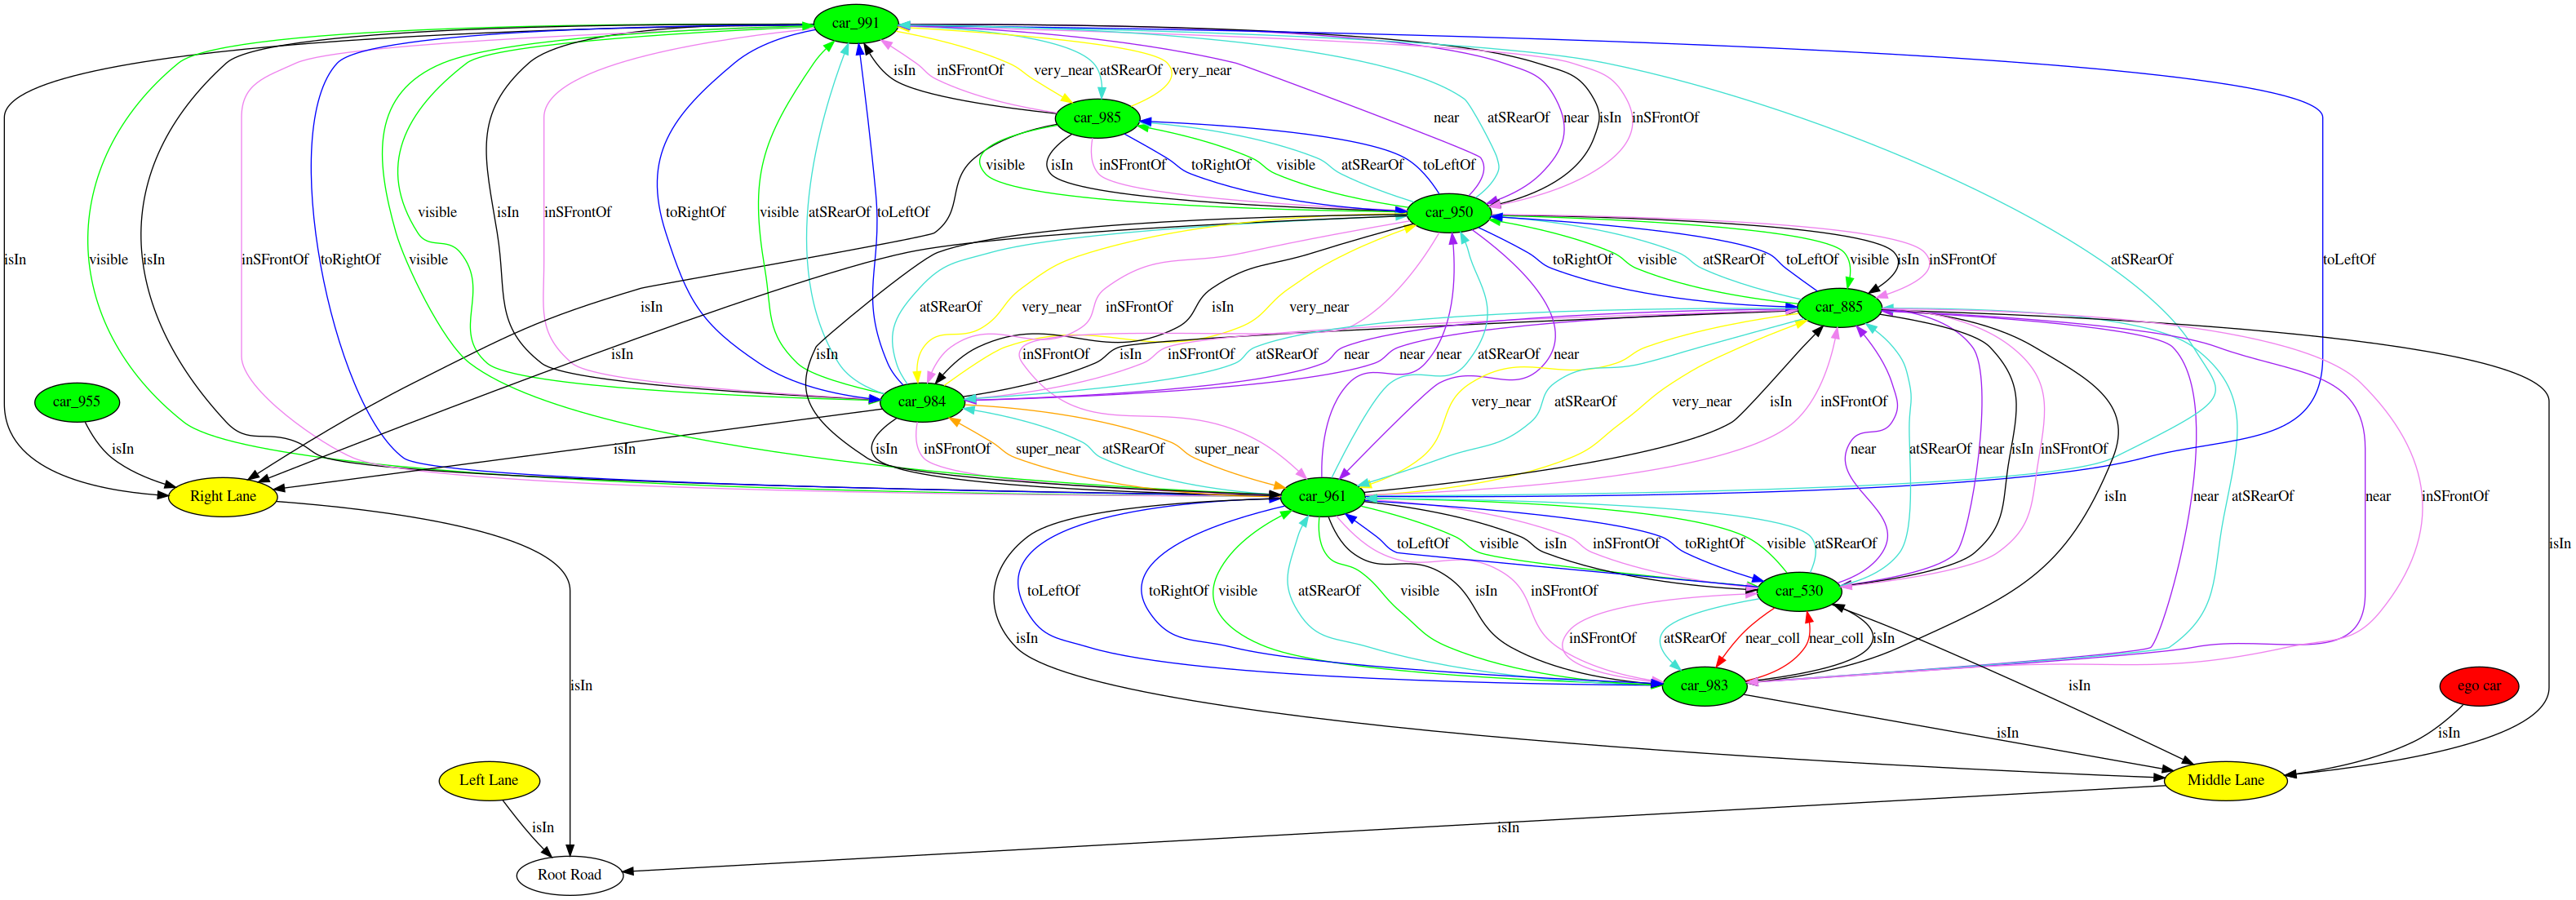 car_991
isIn inSFrontOf very_near atSRearOf very_near
car_985 near atSRearOf near isIn inSFrontOf
visible isIn inSFrontOf toRightOf visible atSRearOf toLeftOf
visible isIn inSFrontOf toRightOf visible atSRearOf toLeftOf car_950
isIn visible isIn inSFrontOf toRightOf visible toRightOf visible atSRearOf toLeftOf visible isIn inSFrontOf atSRearOf toLeftOf
isIn atSRearOf very_near inSFrontOf isIn very_near car_885
isIn isIn inSFrontOf isIn inSFrontOf atSRearOf near near near atSRearOf near
car_955 car_984 very_near atSRearOf very_near isIn inSFrontOf
isIn isIn isIn inSFrontOf super_near atSRearOf super_near near atSRearOf near isIn inSFrontOf
Right Lane car_961 isIn near atSRearOf near inSFrontOf
toLeftOf visible isIn inSFrontOf toRightOf visible atSRearOf isIn
toLeftOf toRightOf visible atSRearOf visible isIn inSFrontOf car_530
isIn inSFrontOf atSRearOf near_coll near_coll isIn
isIn car_983 isIn ego car
isIn isIn
Left Lane Middle Lane
isIn isIn
Root Road